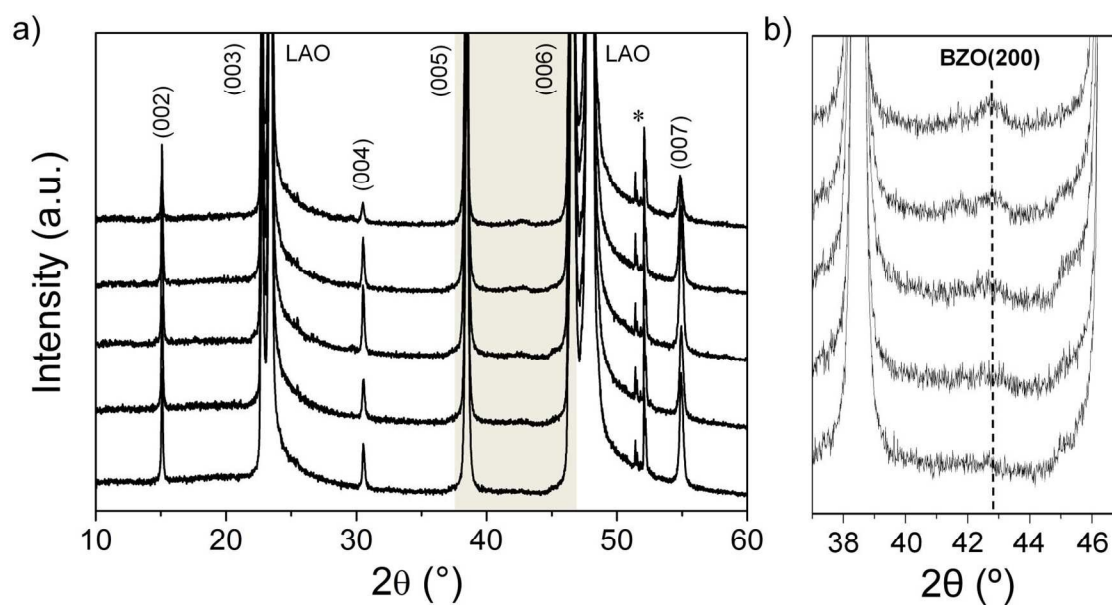 a)
(002)
(003)
LAO
(004)
(005)
(006)
LAO
*
(007)
Intensity (a.u.)
10 20 30 40 50 60
2θ (°)
b)
BZO(200)
38 40 42 44 46
2θ (º)